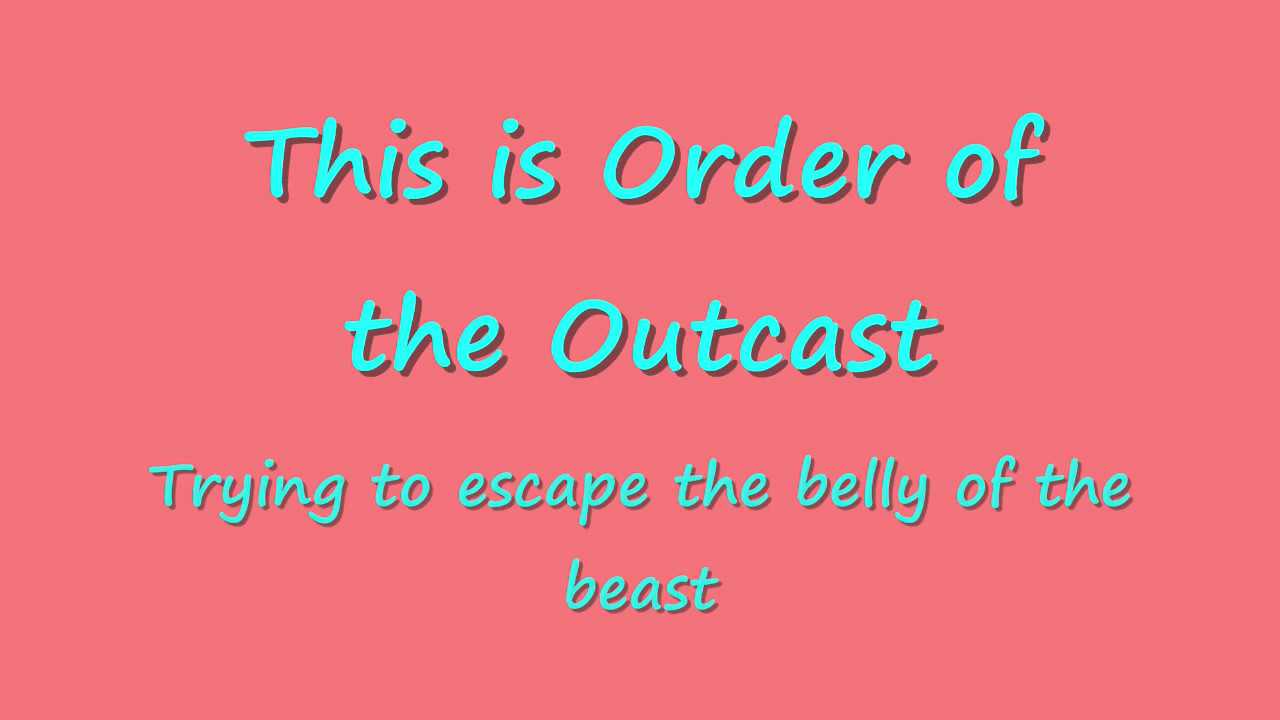 This is Order of
the Outcast
Trying to escape the belly of the
beast